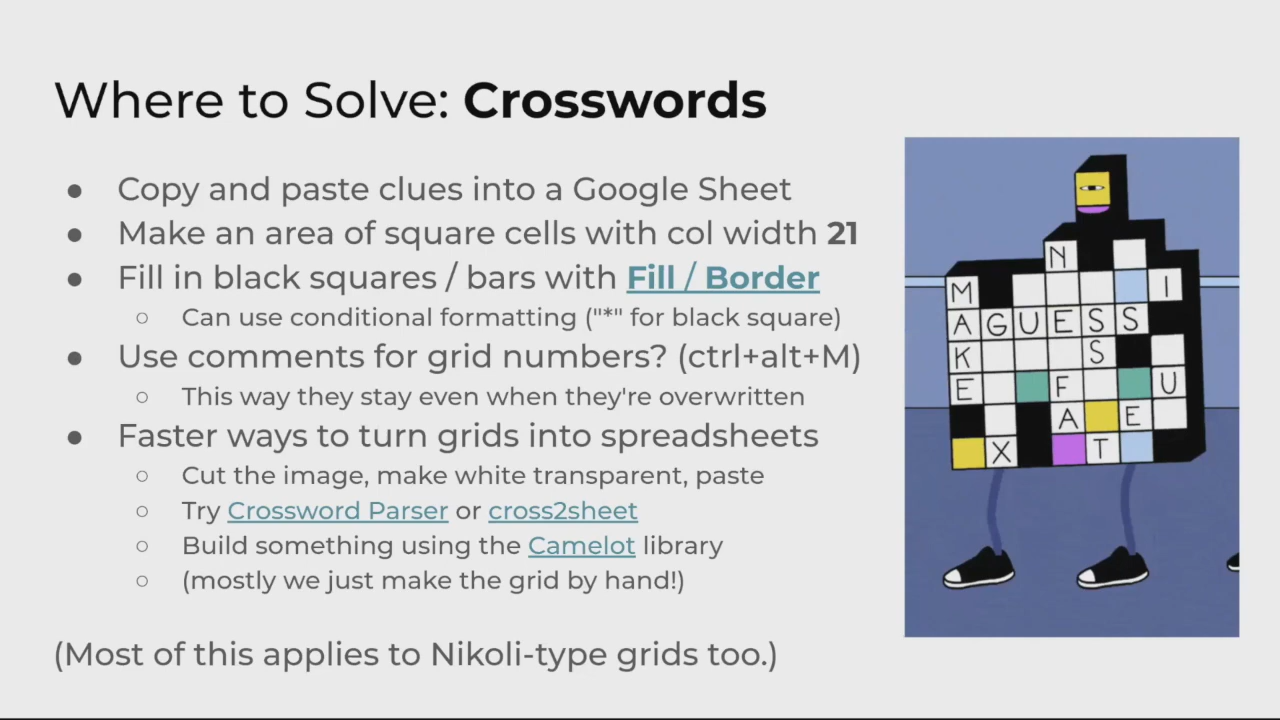 Where to Solve: Crosswords
● Copy and paste clues into a Google Sheet
● Make an area of square cells with col width 21
● Fill in black squares / bars with Fill / Border
○ Can use conditional formatting ("*" for black square)
● Use comments for grid numbers? (ctrl+alt+M)
○ This way they stay even when they're overwritten
● Faster ways to turn grids into spreadsheets
○ Cut the image, make white transparent, paste
○ Try Crossword Parser or cross2sheet
○ Build something using the Camelot library
○ (mostly we just make the grid by hand!)
(Most of this applies to Nikoli-type grids too.)
N
M I
A G U E S S
K S
E F U
A E
X T